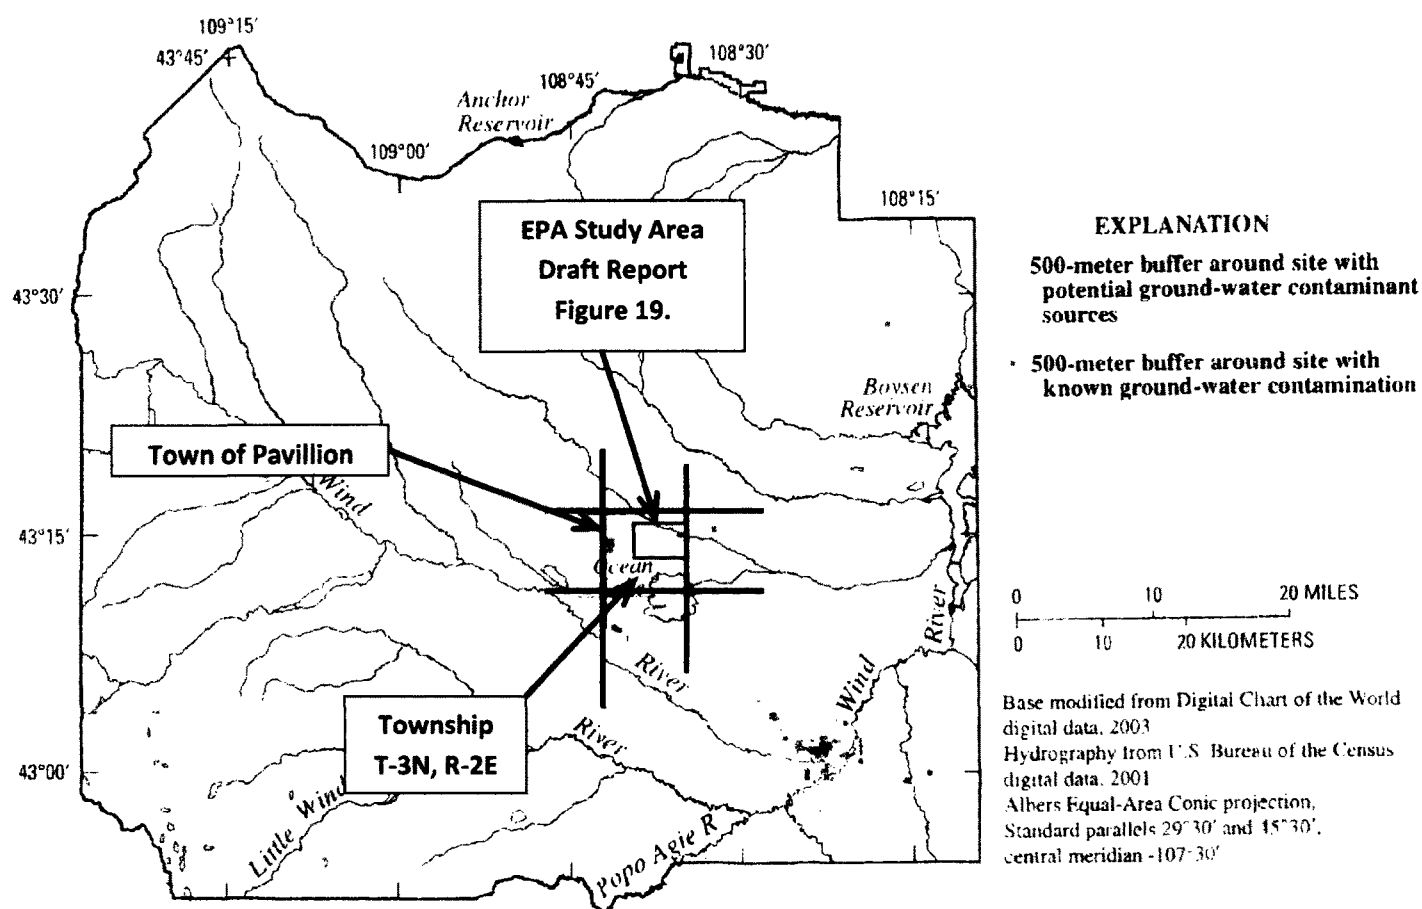 109°15'
43°45'
108°30'
108°45'
Anchor
Reservoir
109°00'
108°15'
EPA Study Area
Draft Report
Figure 19.
EXPLANATION
500-meter buffer around site with
potential ground-water contaminant
sources
500-meter buffer around site with
known ground-water contamination
43°30'
Boysen
Reservoir
Town of Pavillion
Wind
43°15'
Ocean
0 10 20 MILES
0 10 20 KILOMETERS
River
River
Wind
Township
T-3N, R-2E
River
43°00'
Little Wind
Popo Agie R
Base modified from Digital Chart of the World
digital data, 2003
Hydrography from U.S. Bureau of the Census
digital data, 2001
Albers Equal-Area Conic projection,
Standard parallels 29°30' and 45°30',
central meridian -107°30'